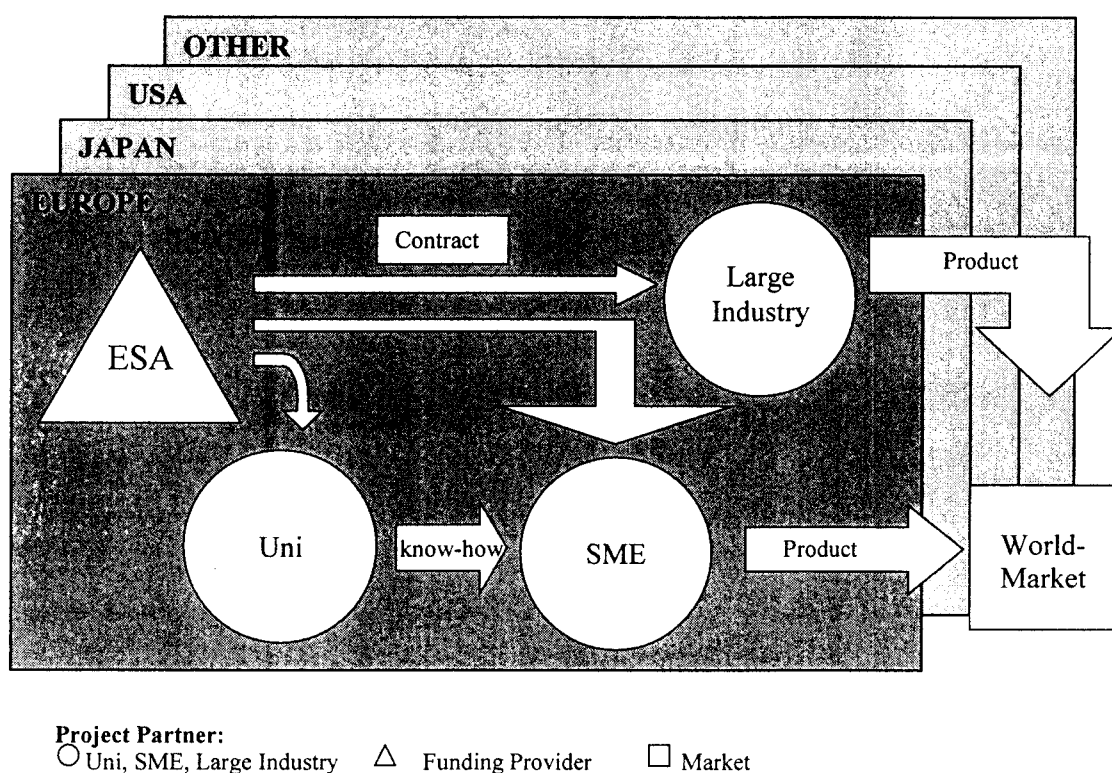 OTHER
USA
JAPAN
EUROPE
Contract
Large
Industry
Product
ESA
Uni
know-how
SME
Product
World-
Market
Project Partner:
Uni, SME, Large Industry
Funding Provider
Market